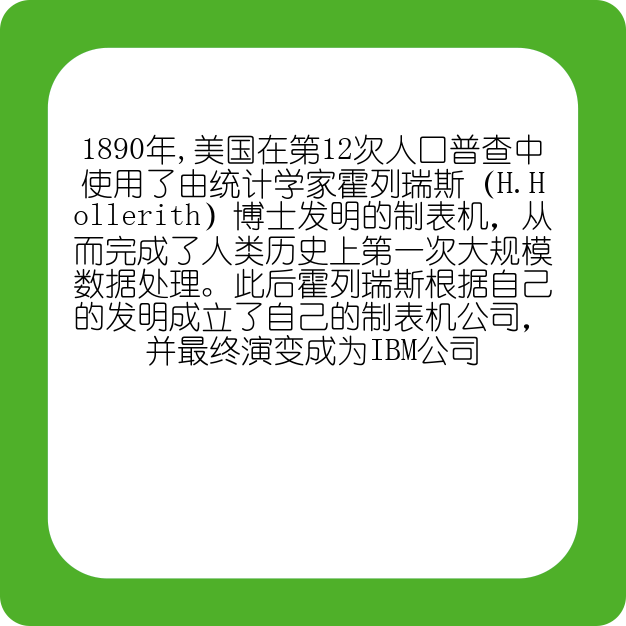 1890年,美国在第12次人口普查中
使用了由统计学家霍列瑞斯（H.H
ollerith）博士发明的制表机，从
而完成了人类历史上第一次大规模
数据处理。此后霍列瑞斯根据自己
的发明成立了自己的制表机公司，
并最终演变成为IBM公司